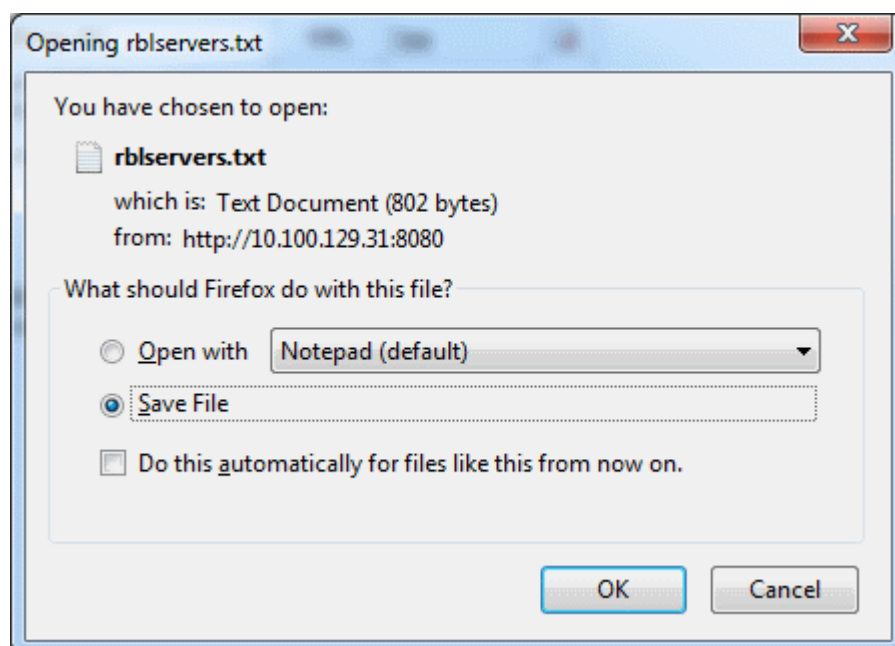 Opening rblservers.txt
You have chosen to open:
rblservers.txt
which is: Text Document (802 bytes)
from: http://10.100.129.31:8080
What should Firefox do with this file?
Open with Notepad (default)
Save File
Do this automatically for files like this from now on.
OK Cancel